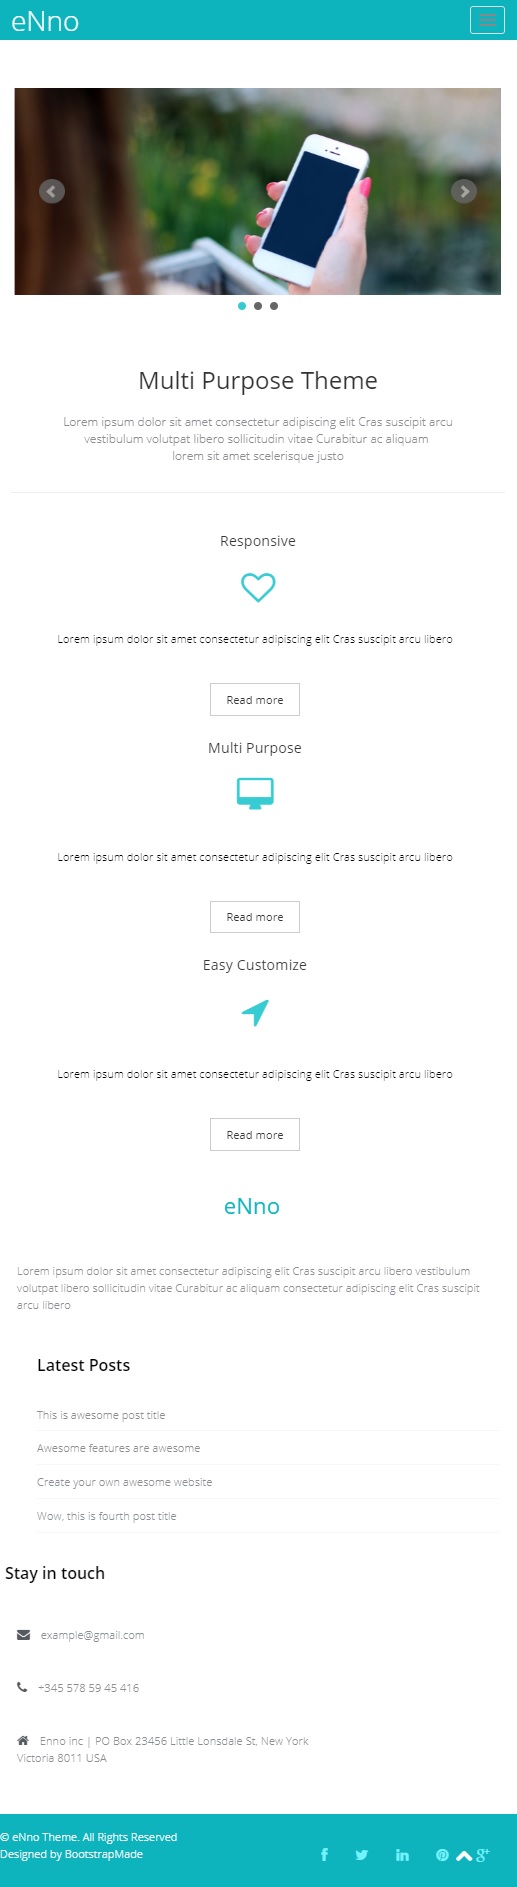 eNno
Multi Purpose Theme
Lorem ipsum dolor sit amet consectetur adipiscing elit Cras suscipit arcu
vestibulum volutpat libero sollicitudin vitae Curabitur ac aliquam
lorem sit amet scelerisque justo
Responsive
Lorem ipsum dolor sit amet consectetur adipiscing elit Cras suscipit arcu libero
Read more
Multi Purpose
Lorem ipsum dolor sit amet consectetur adipiscing elit Cras suscipit arcu libero
Read more
Easy Customize
Lorem ipsum dolor sit amet consectetur adipiscing elit Cras suscipit arcu libero
Read more
eNno
Lorem ipsum dolor sit amet consectetur adipiscing elit Cras suscipit arcu libero vestibulum
volutpat libero sollicitudin vitae Curabitur ac aliquam consectetur adipiscing elit Cras suscipit
arcu libero
Latest Posts
This is awesome post title
Awesome features are awesome
Create your own awesome website
Wow, this is fourth post title
Stay in touch
example@gmail.com
+345 578 59 45 416
Enno inc | PO Box 23456 Little Lonsdale St, New York
Victoria 8011 USA
© eNno Theme. All Rights Reserved
Designed by BootstrapMade